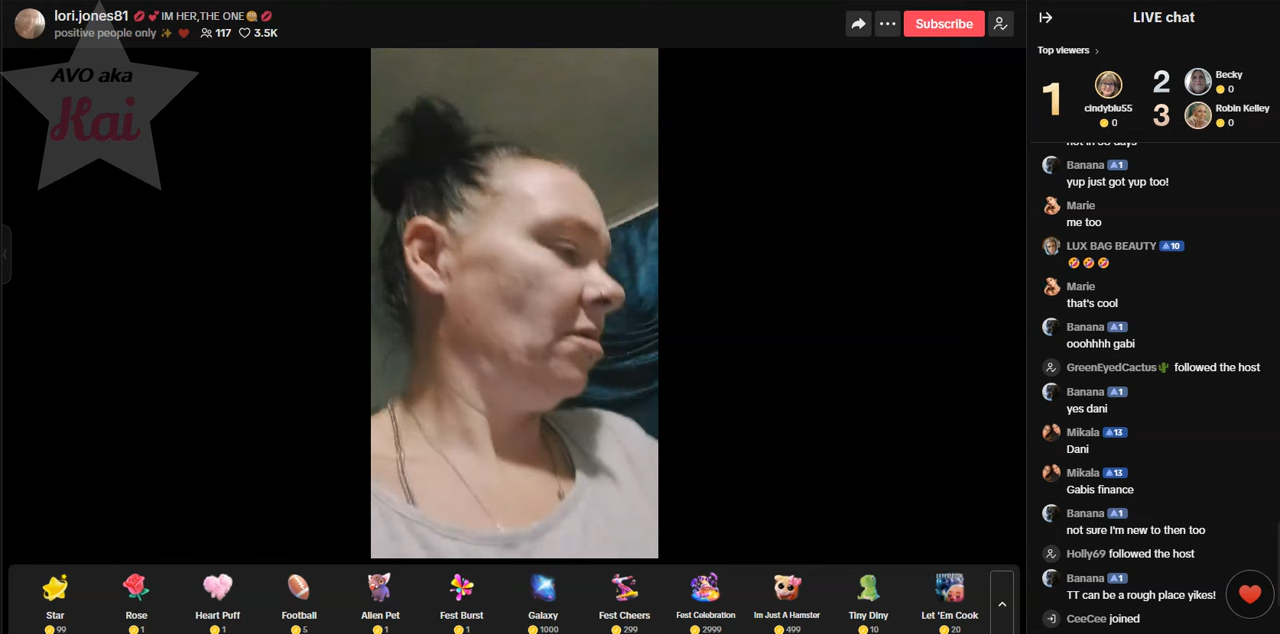 lori.jones81 💋 💕 IM HER,THE ONE 🤐 💋
positive people only ✨ ❤️ 117 3.5K
Subscribe
AVO aka
Kai
LIVE chat
Top viewers >
1
cindyblu55
0
2
Becky
0
3
Robin Kelley
0
Banana 1
yup just got yup too!
Marie
me too
LUX BAG BEAUTY 10
🤣 🤣 🤣
Marie
that's cool
Banana 1
ooohhhh gabi
GreenEyedCactus🌵 followed the host
Banana 1
yes dani
Mikala 13
Dani
Mikala 13
Gabis finance
Banana 1
not sure I'm new to then too
Holly69 followed the host
Banana 1
TT can be a rough place yikes!
CeeCee joined
Star
99
Rose
1
Heart Puff
1
Football
5
Alien Pet
1
Fest Burst
1
Galaxy
1000
Fest Cheers
299
Fest Celebration
2999
Im Just A Hamster
499
Tiny Diny
10
Let 'Em Cook
20